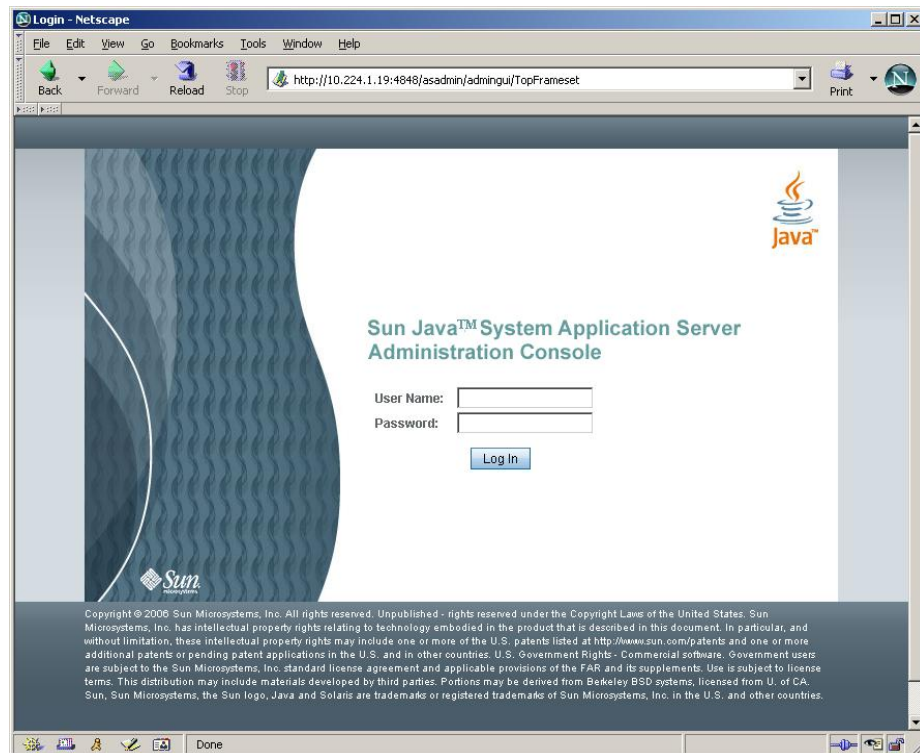 Login - Netscape
File Edit View Go Bookmarks Tools Window Help
Back Forward Reload Stop http://10.224.1.19:4848/asadmin/admingui/TopFrameset Print N
Java™
Sun Java™ System Application Server
Administration Console
User Name:
Password:
Log In
Sun
microsystems
Copyright © 2006 Sun Microsystems, Inc. All rights reserved. Unpublished - rights reserved under the Copyright Laws of the United States. Sun
Microsystems, Inc. has intellectual property rights relating to technology embodied in the product that is described in this document. In particular, and
without limitation, these intellectual property rights may include one or more of the U.S. patents listed at http://www.sun.com/patents and one or more
additional patents or pending patent applications in the U.S. and in other countries. U.S. Government Rights - Commercial software. Government users
are subject to the Sun Microsystems, Inc. standard license agreement and applicable provisions of the FAR and its supplements. Use is subject to license
terms. This distribution may include materials developed by third parties. Portions may be derived from Berkeley BSD systems, licensed from U. of CA.
Sun, Sun Microsystems, the Sun logo, Java and Solaris are trademarks or registered trademarks of Sun Microsystems, Inc. in the U.S. and other countries.
Done